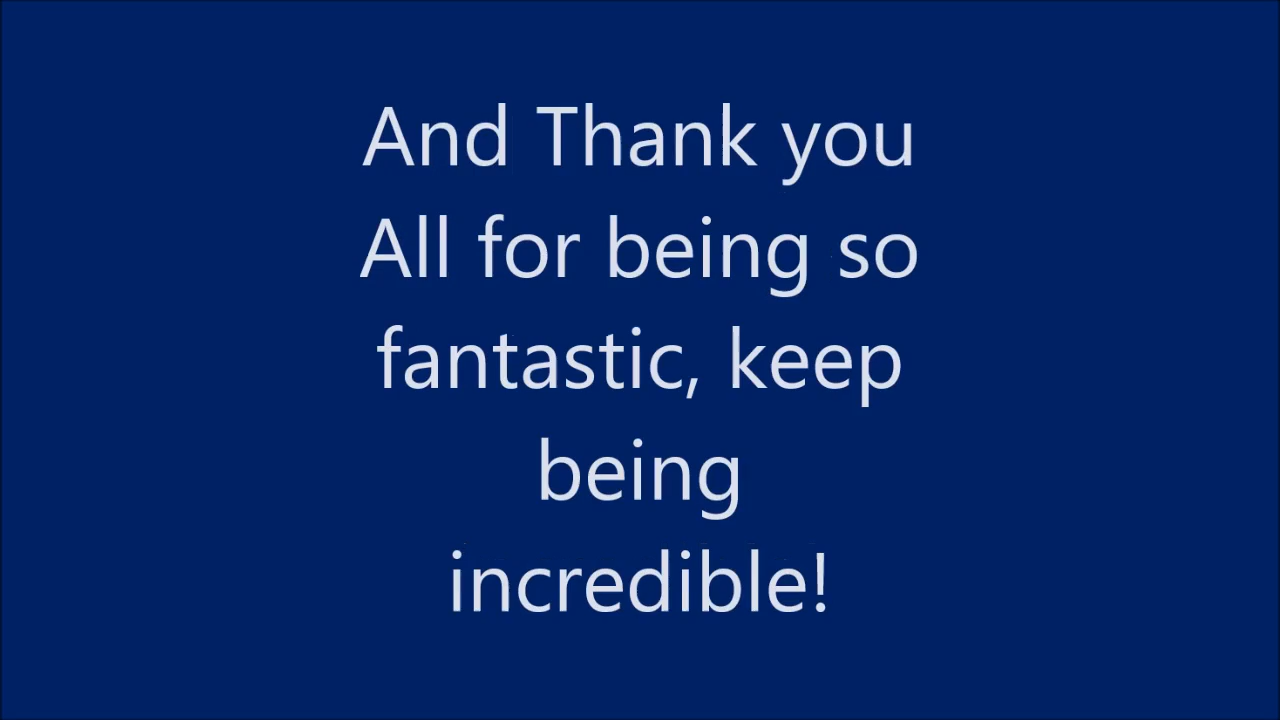 And Thank you
All for being so
fantastic, keep
being
incredible!